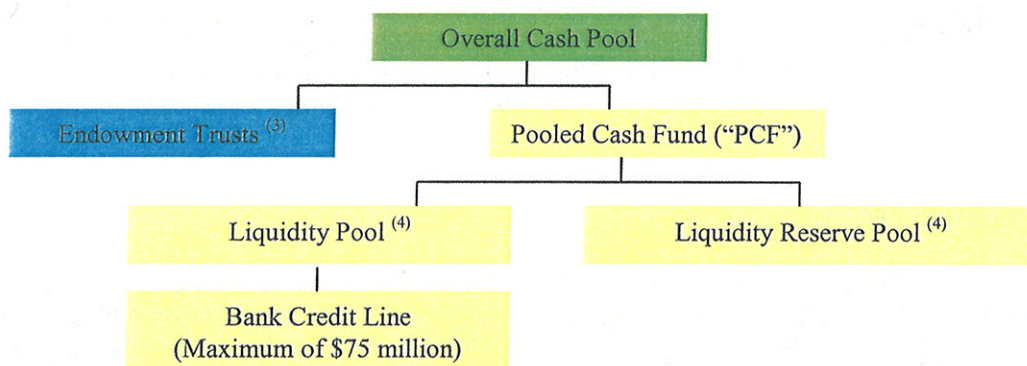 Overall Cash Pool
Endowment Trusts (3)
Pooled Cash Fund (“PCF”)
Liquidity Pool (4)
Liquidity Reserve Pool (4)
Bank Credit Line
(Maximum of $75 million)